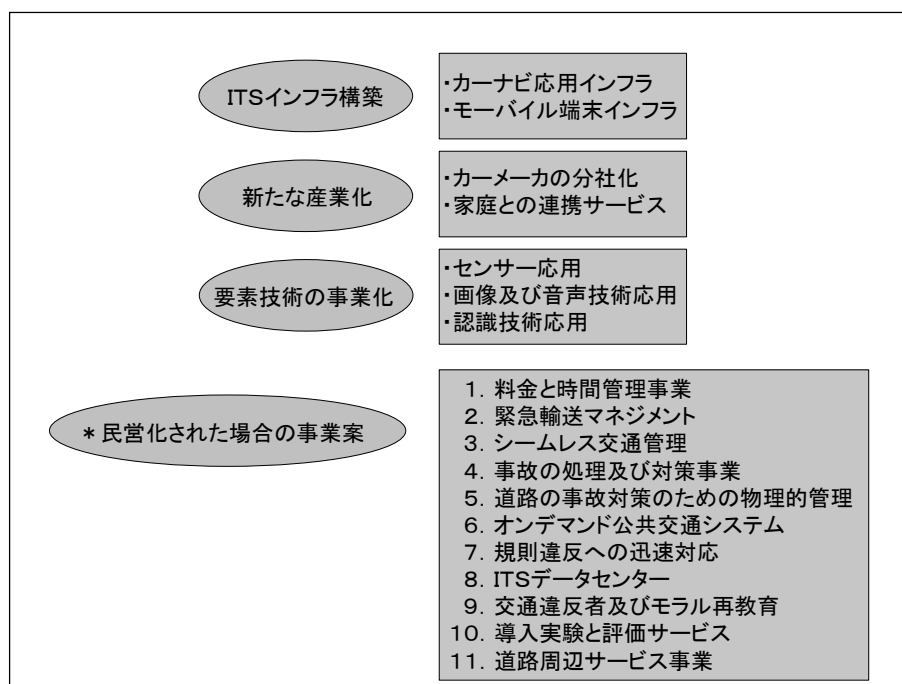 ITSインフラ構築
・カーナビ応用インフラ
・モーバイル端末インフラ
新たな産業化
・カーメーカの分社化
・家庭との連携サービス
要素技術の事業化
・センサー応用
・画像及び音声技術応用
・認識技術応用
＊民営化された場合の事業案
１．料金と時間管理事業
２．緊急輸送マネジメント
３．シームレス交通管理
４．事故の処理及び対策事業
５．道路の事故対策のための物理的管理
６．オンデマンド公共交通システム
７．規則違反への迅速対応
８．ITSデータセンター
９．交通違反者及びモラル再教育
１０．導入実験と評価サービス
１１．道路周辺サービス事業